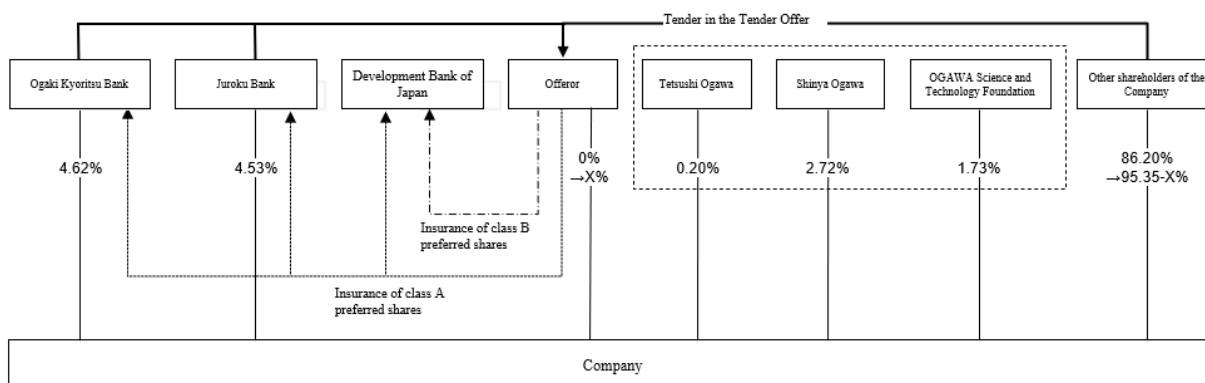 Tender in the Tender Offer
Ogaki Kyoritsu Bank
Juroku Bank
Development Bank of
Japan
Offeror
Tetsushi Ogawa
Shinya Ogawa
OGAWA Science and
Technology Foundation
Other shareholders of the
Company
4.62%
4.53%
0%
→X%
0.20%
2.72%
1.73%
86.20%
→95.35-X%
Insurance of class B
preferred shares
Insurance of class A
preferred shares
Company